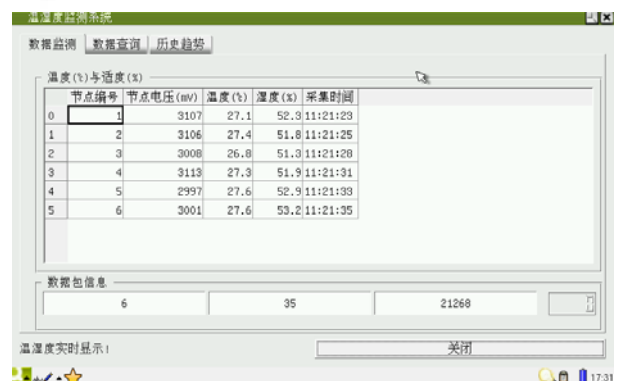 温湿度监测系统
数据监测 数据查询 历史趋势
温度(℃)与适度(%)
节点编号 节点电压(mV) 温度(℃) 湿度(%) 采集时间
0 1 3107 27.1 52.3 11:21:23
1 2 3106 27.4 51.8 11:21:25
2 3 3008 26.8 51.3 11:21:28
3 4 3113 27.3 51.9 11:21:31
4 5 2997 27.6 52.9 11:21:33
5 6 3001 27.6 53.2 11:21:35
数据包信息
6 35 21268
温湿度实时显示!
关闭
17:31